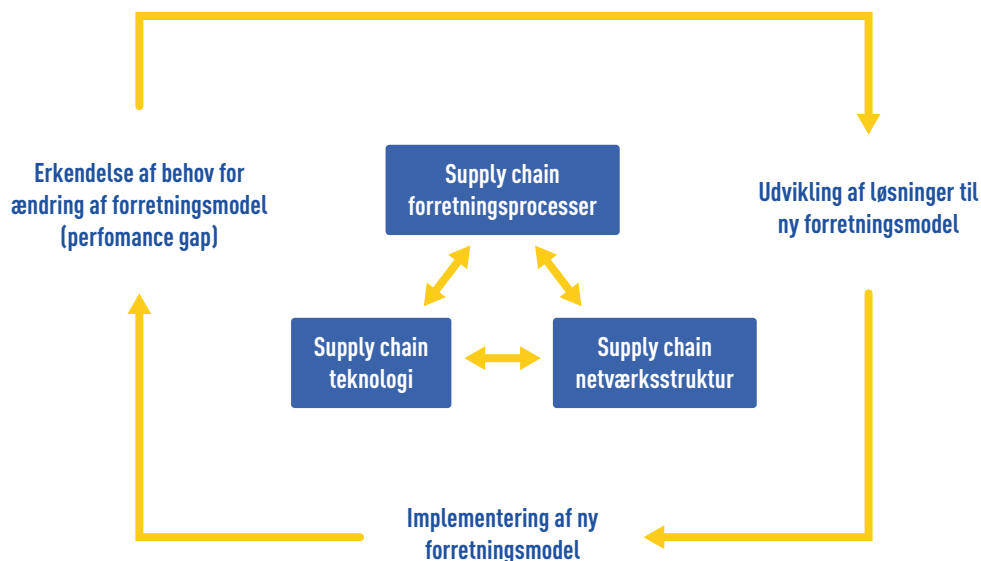 Erkendelse af behov for
ændring af forretningsmodel
(perfomance gap)
Supply chain
forretningsprocesser
Udvikling af løsninger til
ny forretningsmodel
Supply chain
teknologi
Supply chain
netværksstruktur
Implementering af ny
forretningsmodel